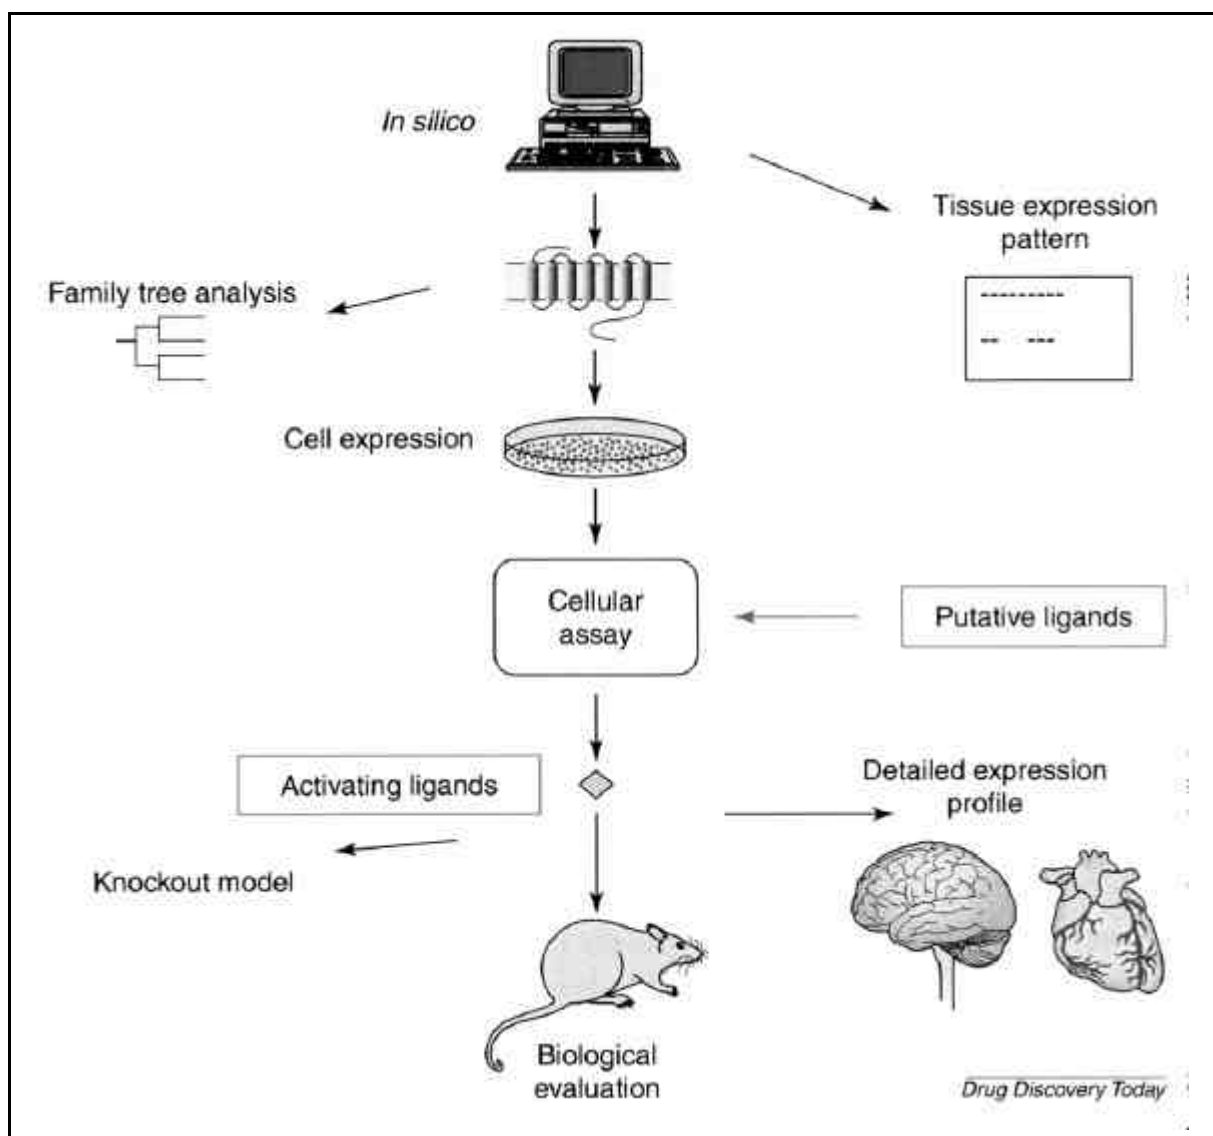 In silico
Tissue expression
pattern
Family tree analysis
Cell expression
Cellular
assay
Putative ligands
Activating ligands
Detailed expression
profile
Knockout model
Biological
evaluation
Drug Discovery Today